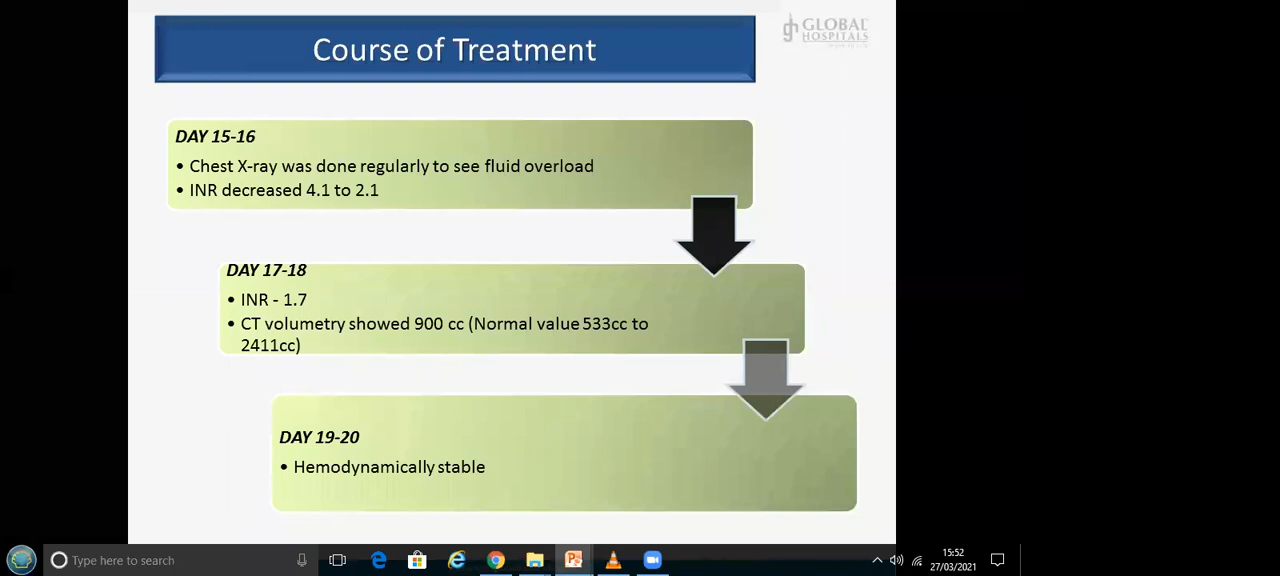 Course of Treatment
GLOBAL
HOSPITALS
DAY 15-16
• Chest X-ray was done regularly to see fluid overload
• INR decreased 4.1 to 2.1
DAY 17-18
• INR - 1.7
• CT volumetry showed 900 cc (Normal value 533cc to
2411cc)
DAY 19-20
• Hemodynamically stable
Type here to search
15:52
27/03/2021